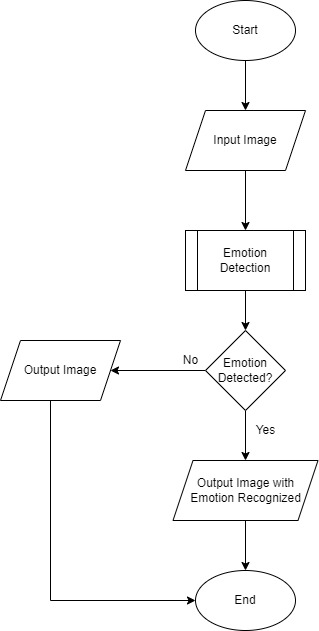 Start
Input Image
Emotion
Detection
Emotion
Detected?
No
Output Image
Yes
Output Image with
Emotion Recognized
End